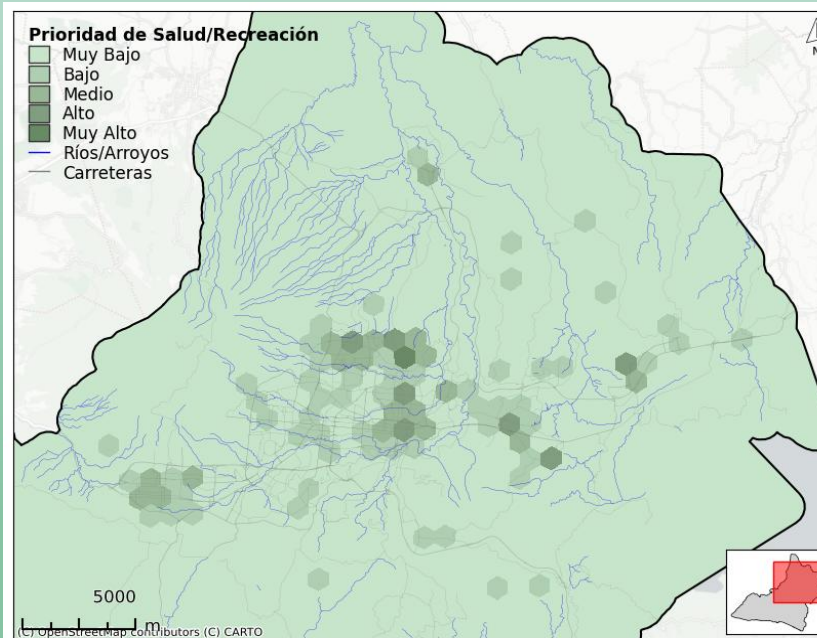 Prioridad de Salud/Recreación
Muy Bajo
Bajo
Medio
Alto
Muy Alto
Ríos/Arroyos
Carreteras
N
5000
m
(C) OpenStreetMap contributors (C) CARTO